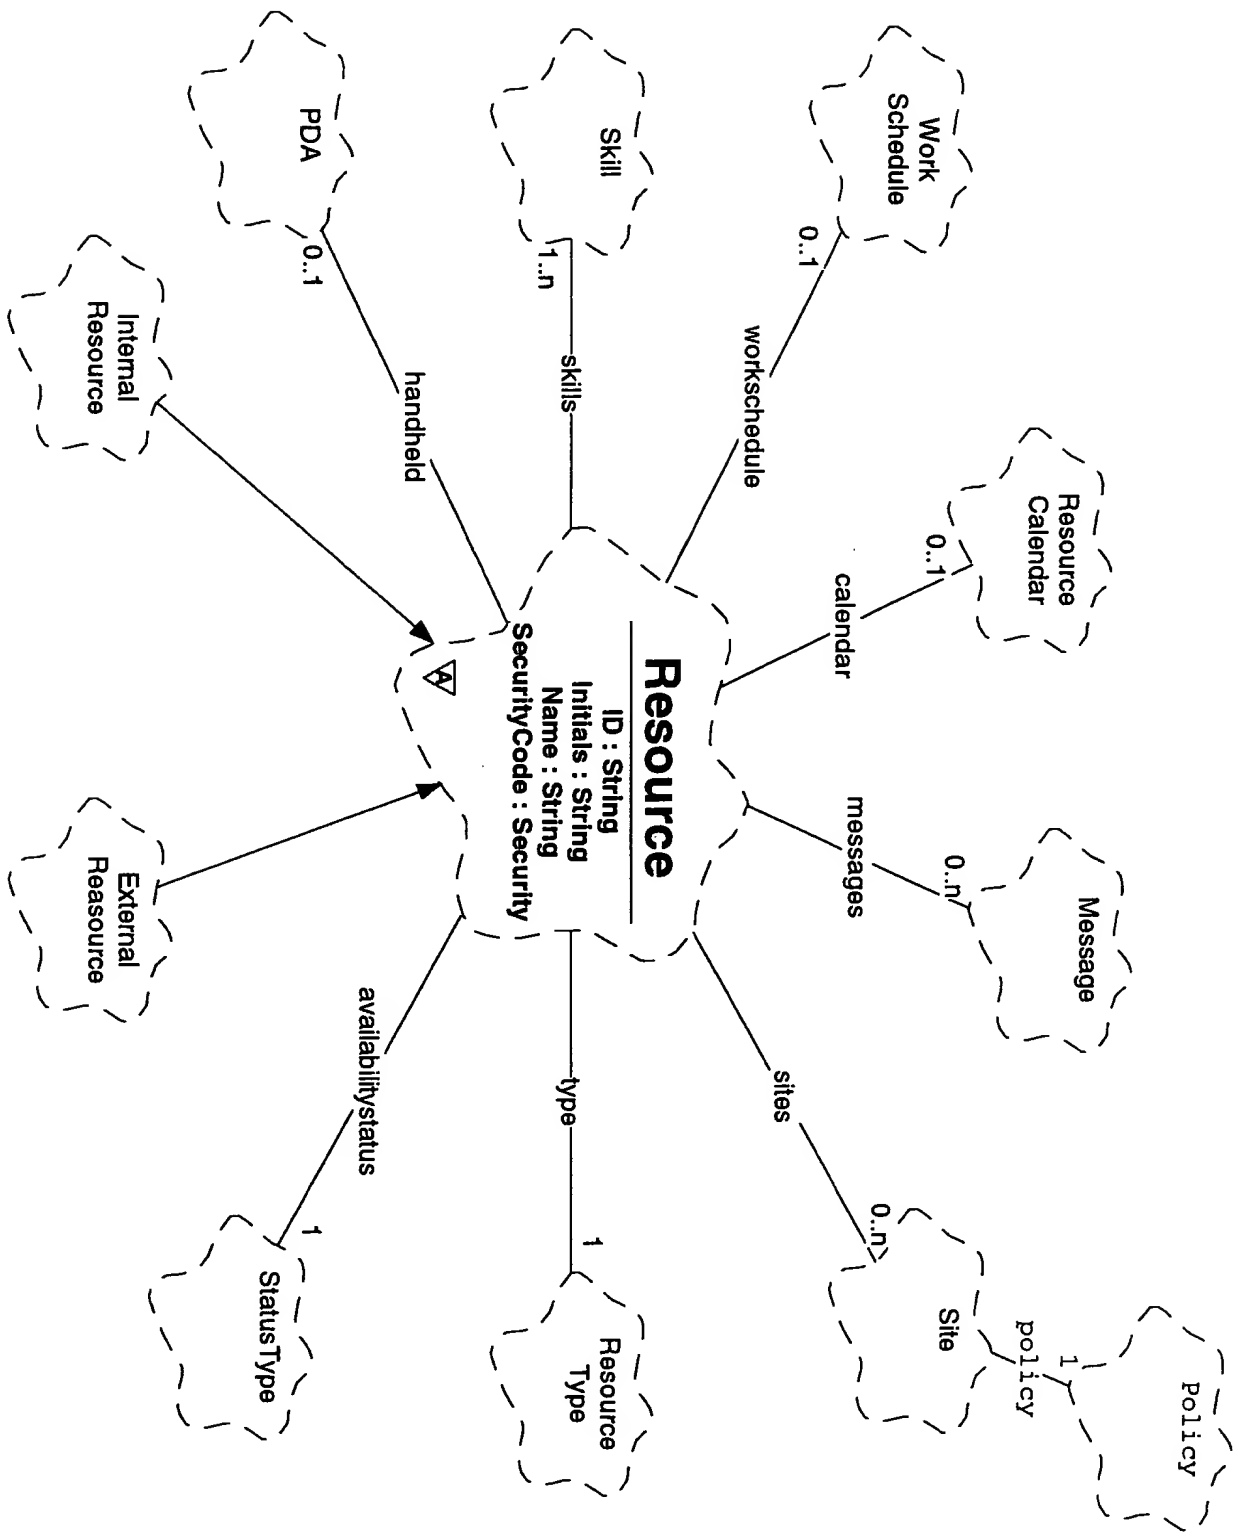 Work
Schedule
0..1
workschedule
Resource
Calendar
0..1
calendar
Message
0..n
messages
Policy
1
policy
Site
0..n
sites
Skill
1..n
skills
Resource
ID : String
Initials : String
Name : String
SecurityCode : Security
A
type
1
Resource
Type
PDA
0..1
handheld
availabilitystatus
1
StatusType
Internal
Resource
External
Reasource